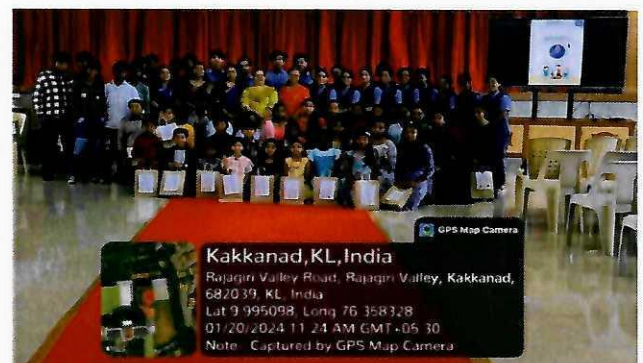 GPS Map Camera
Kakkanad,KL,India
Rajagiri Valley Road, Rajagiri Valley, Kakkanad,
682039, KL, India
Lat 9.995098, Long 76.358328
01/20/2024 11:24 AM GMT+05:30
Note : Captured by GPS Map Camera